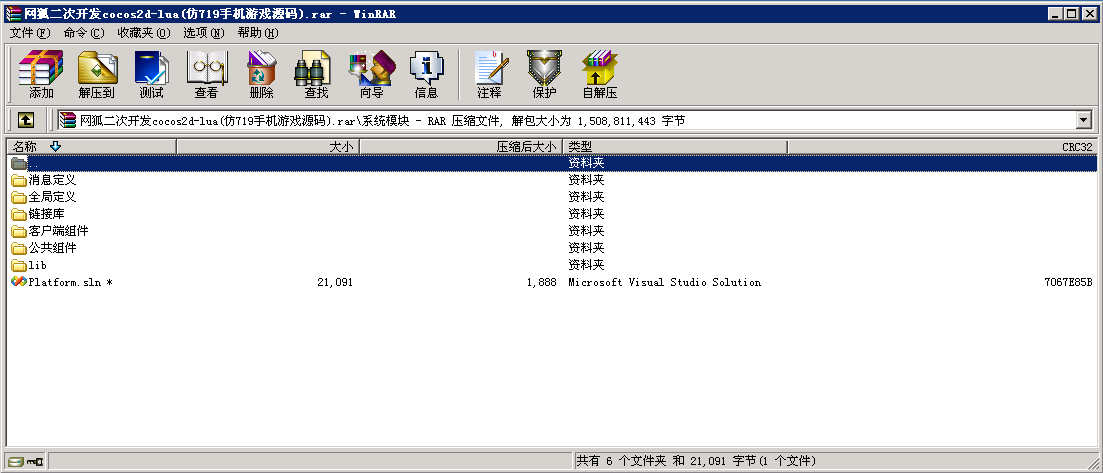 网狐二次开发cocos2d-lua(仿719手机游戏源码).rar - WinRAR
文件(F) 命令(C) 收藏夹(O) 选项(N) 帮助(H)
添加 解压到 测试 查看 删除 查找 向导 信息 注释 保护 自解压
网狐二次开发cocos2d-lua(仿719手机游戏源码).rar\系统模块 - RAR 压缩文件, 解包大小为 1,508,811,443 字节
名称 大小 压缩后大小 类型 CRC32
.. 资料夹
消息定义 资料夹
全局定义 资料夹
链接库 资料夹
客户端组件 资料夹
公共组件 资料夹
lib 资料夹
Platform.sln * 21,091 1,888 Microsoft Visual Studio Solution 7067E85B
共有 6 个文件夹 和 21,091 字节(1 个文件)